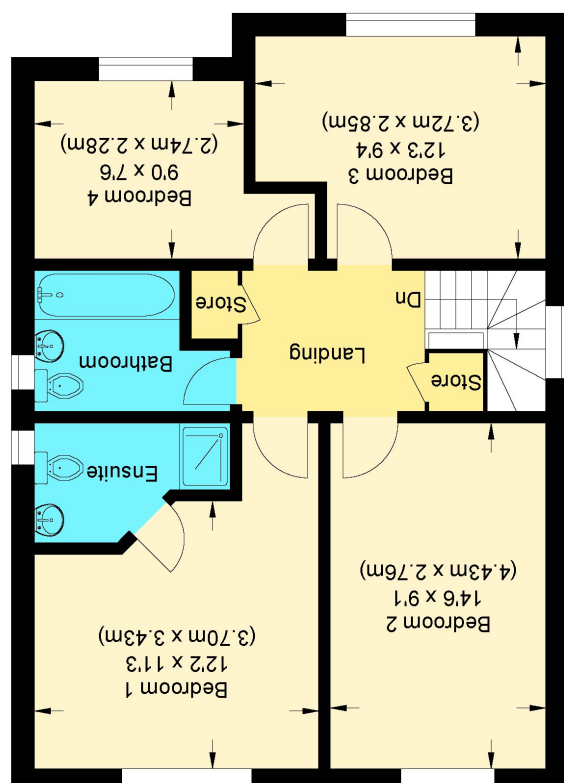 Bedroom 1
12'2 x 11'3
(3.70m x 3.43m)
Bedroom 2
14'6 x 9'1
(4.43m x 2.76m)
Ensuite
Store
Landing
Bathroom
Dn
Store
Bedroom 3
12'3 x 9'4
(3.72m x 2.85m)
Bedroom 4
9'0 x 7'6
(2.74m x 2.28m)